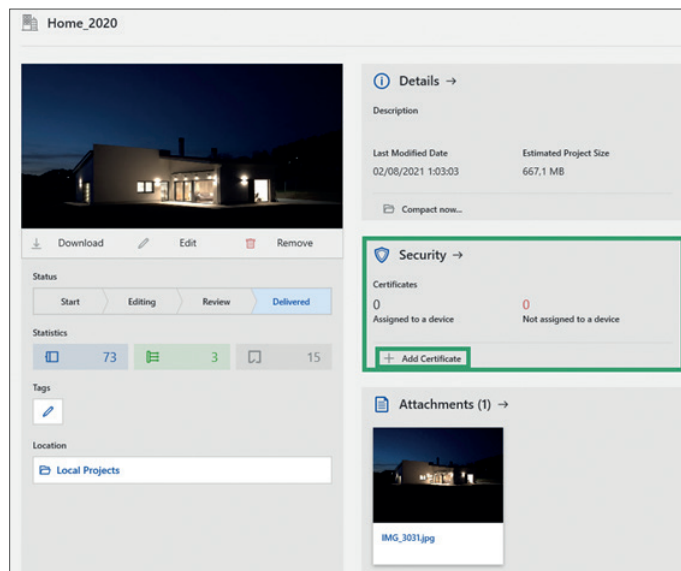 Home_2020
Download Edit Remove
Status
Start Editing Review Delivered
Statistics
73 3 15
Tags
Location
Local Projects
Details →
Description
Last Modified Date Estimated Project Size
02/08/2021 1:03:03 667,1 MB
Compact now...
Security →
Certificates
0 0
Assigned to a device Not assigned to a device
+ Add Certificate
Attachments (1) →
IMG_3031.jpg